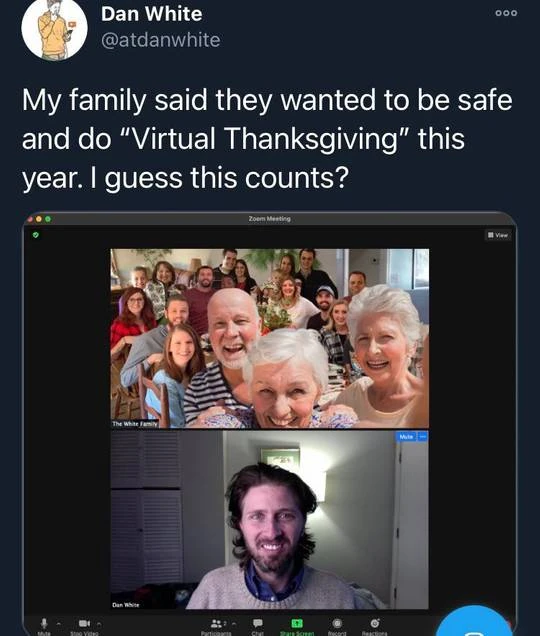 Dan White
@atdanwhite
My family said they wanted to be safe
and do “Virtual Thanksgiving” this
year. I guess this counts?
Zoom Meeting
View
The White Family
Mute
Dan White
Mute
Stop Video
Participants
2
Chat
Share Screen
Record
Reactions